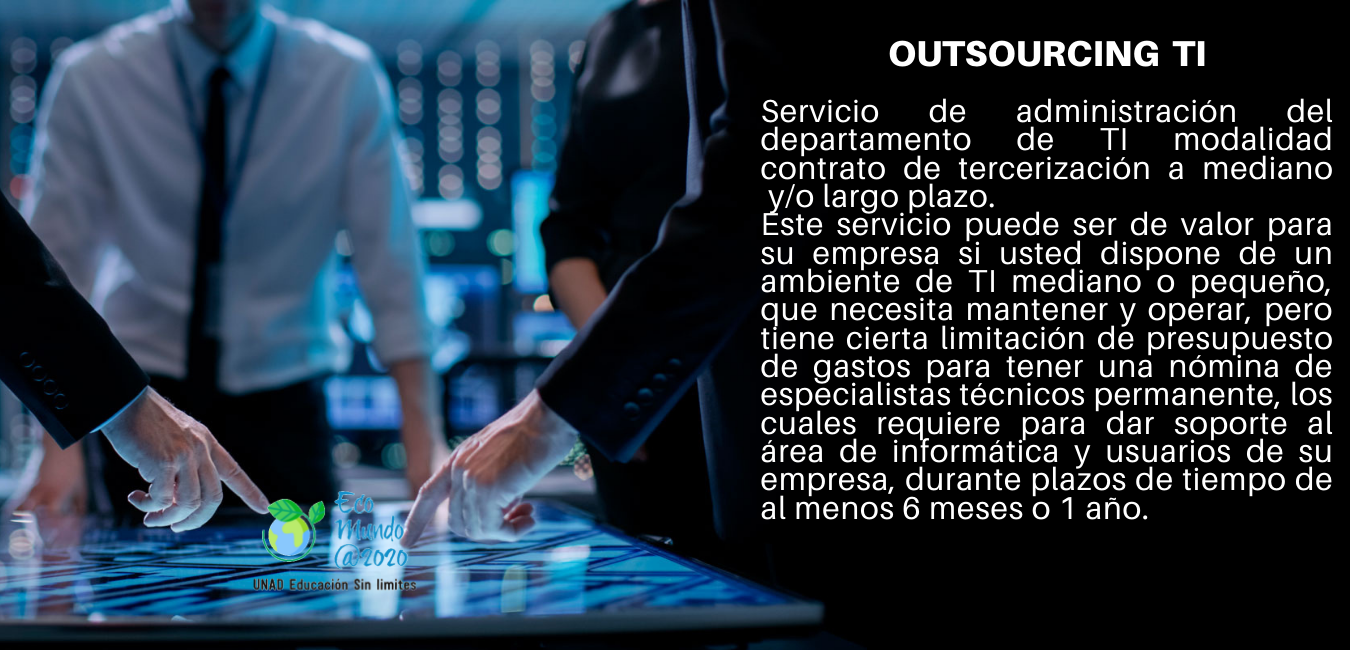 OUTSOURCING TI
Servicio de administración del
departamento de TI modalidad
contrato de tercerización a mediano
y/o largo plazo.
Este servicio puede ser de valor para
su empresa si usted dispone de un
ambiente de TI mediano o pequeño,
que necesita mantener y operar, pero
tiene cierta limitación de presupuesto
de gastos para tener una nómina de
especialistas técnicos permanente, los
cuales requiere para dar soporte al
área de informática y usuarios de su
empresa, durante plazos de tiempo de
al menos 6 meses o 1 año.
Eco
Mundo
@2020
UNAD Educación Sin limites